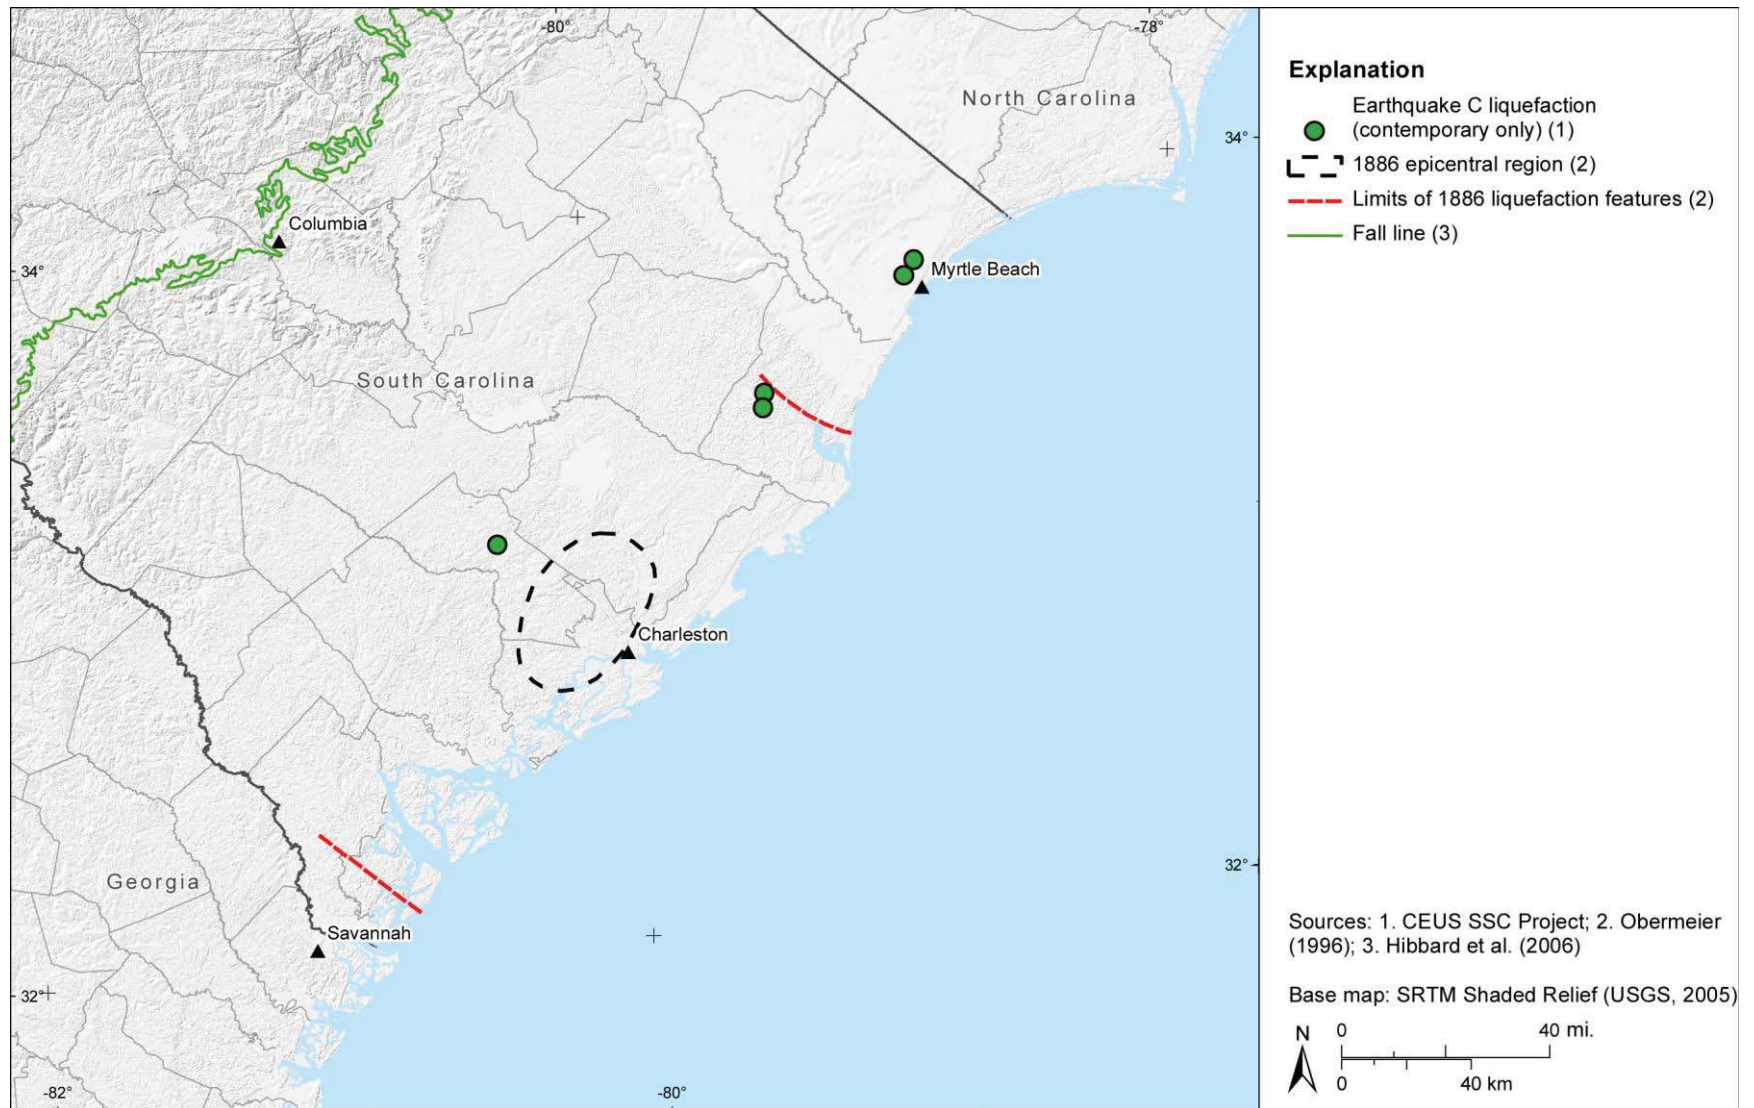 -80°
-78°
North Carolina
34°
Columbia
34°
Myrtle Beach
South Carolina
Charleston
32°
Georgia
Savannah
32°
-82°
-80°
Explanation
Earthquake C liquefaction
(contemporary only) (1)
1886 epicentral region (2)
Limits of 1886 liquefaction features (2)
Fall line (3)
Sources: 1. CEUS SSC Project; 2. Obermeier
(1996); 3. Hibbard et al. (2006)
Base map: SRTM Shaded Relief (USGS, 2005)
N
0 40 mi.
0 40 km